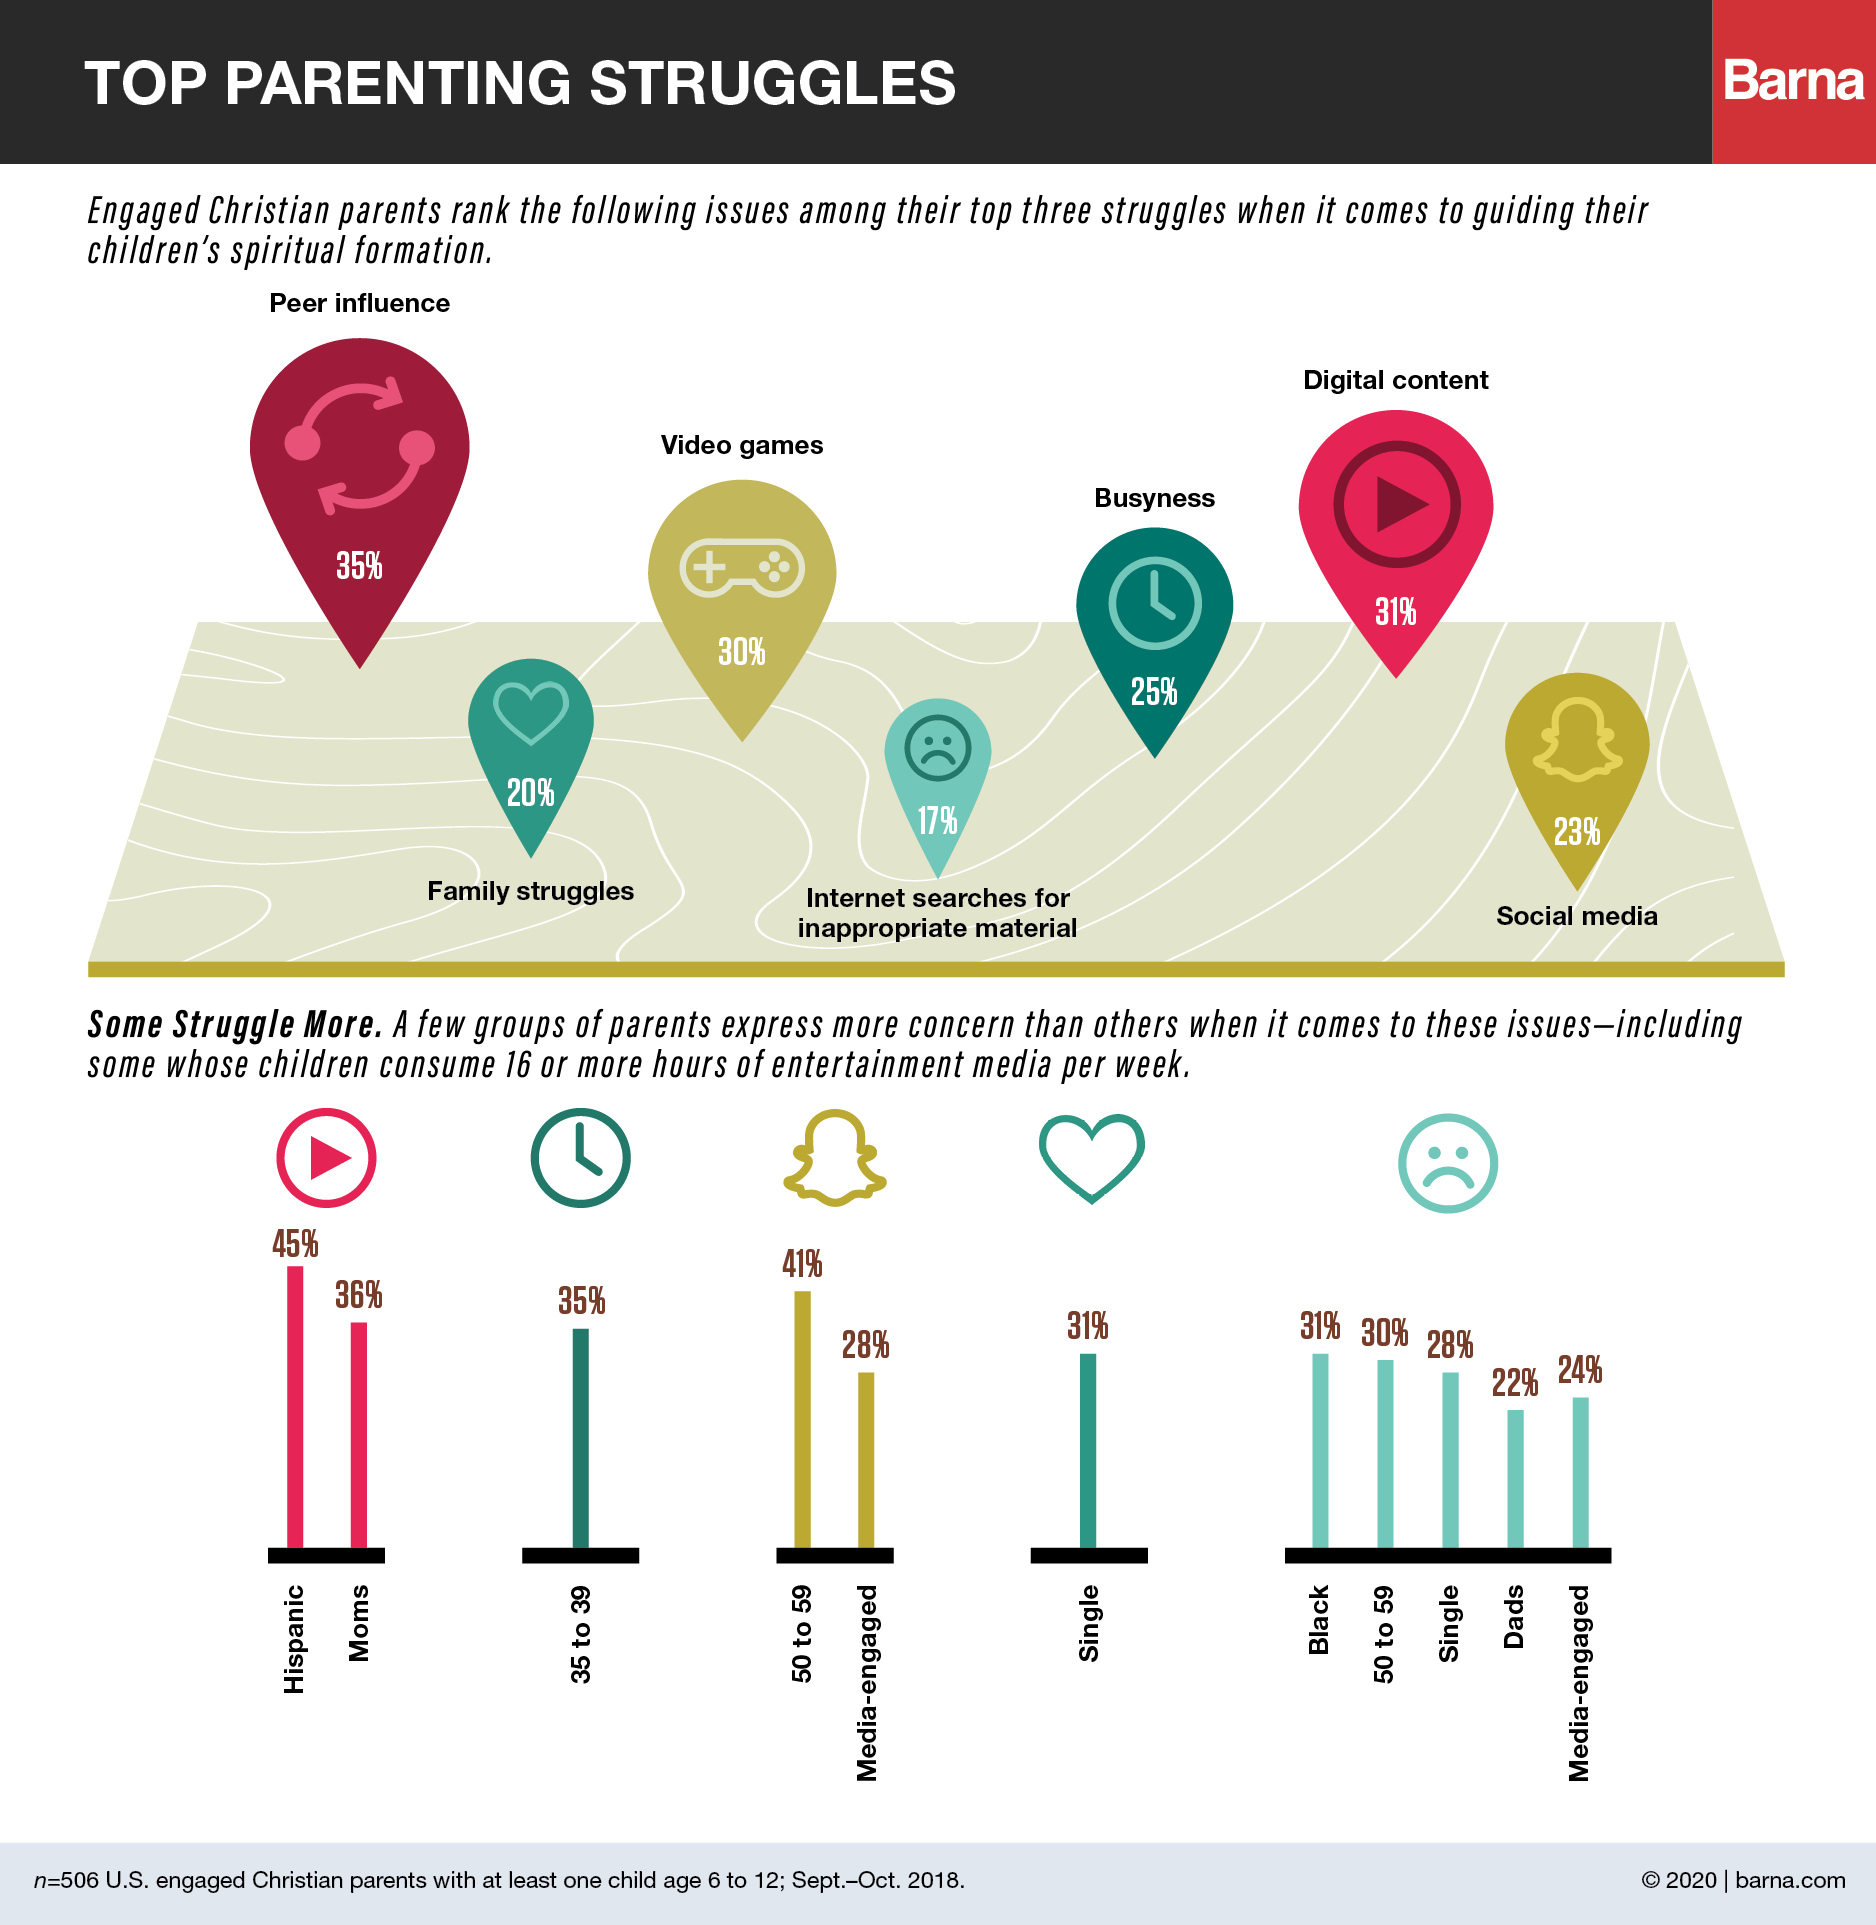 TOP PARENTING STRUGGLES
Barna
Engaged Christian parents rank the following issues among their top three struggles when it comes to guiding their
children's spiritual formation.
Peer influence
35%
Video games
30%
Busyness
25%
Digital content
31%
20%
Family struggles
17%
Internet searches for
inappropriate material
23%
Social media
Some Struggle More. A few groups of parents express more concern than others when it comes to these issues—including
some whose children consume 16 or more hours of entertainment media per week.
45%
36%
35%
41%
28%
31%
31%
30%
28%
22%
24%
Hispanic
Moms
35 to 39
50 to 59
Media-engaged
Single
Black
50 to 59
Single
Dads
Media-engaged
n=506 U.S. engaged Christian parents with at least one child age 6 to 12; Sept.–Oct. 2018.
© 2020 | barna.com